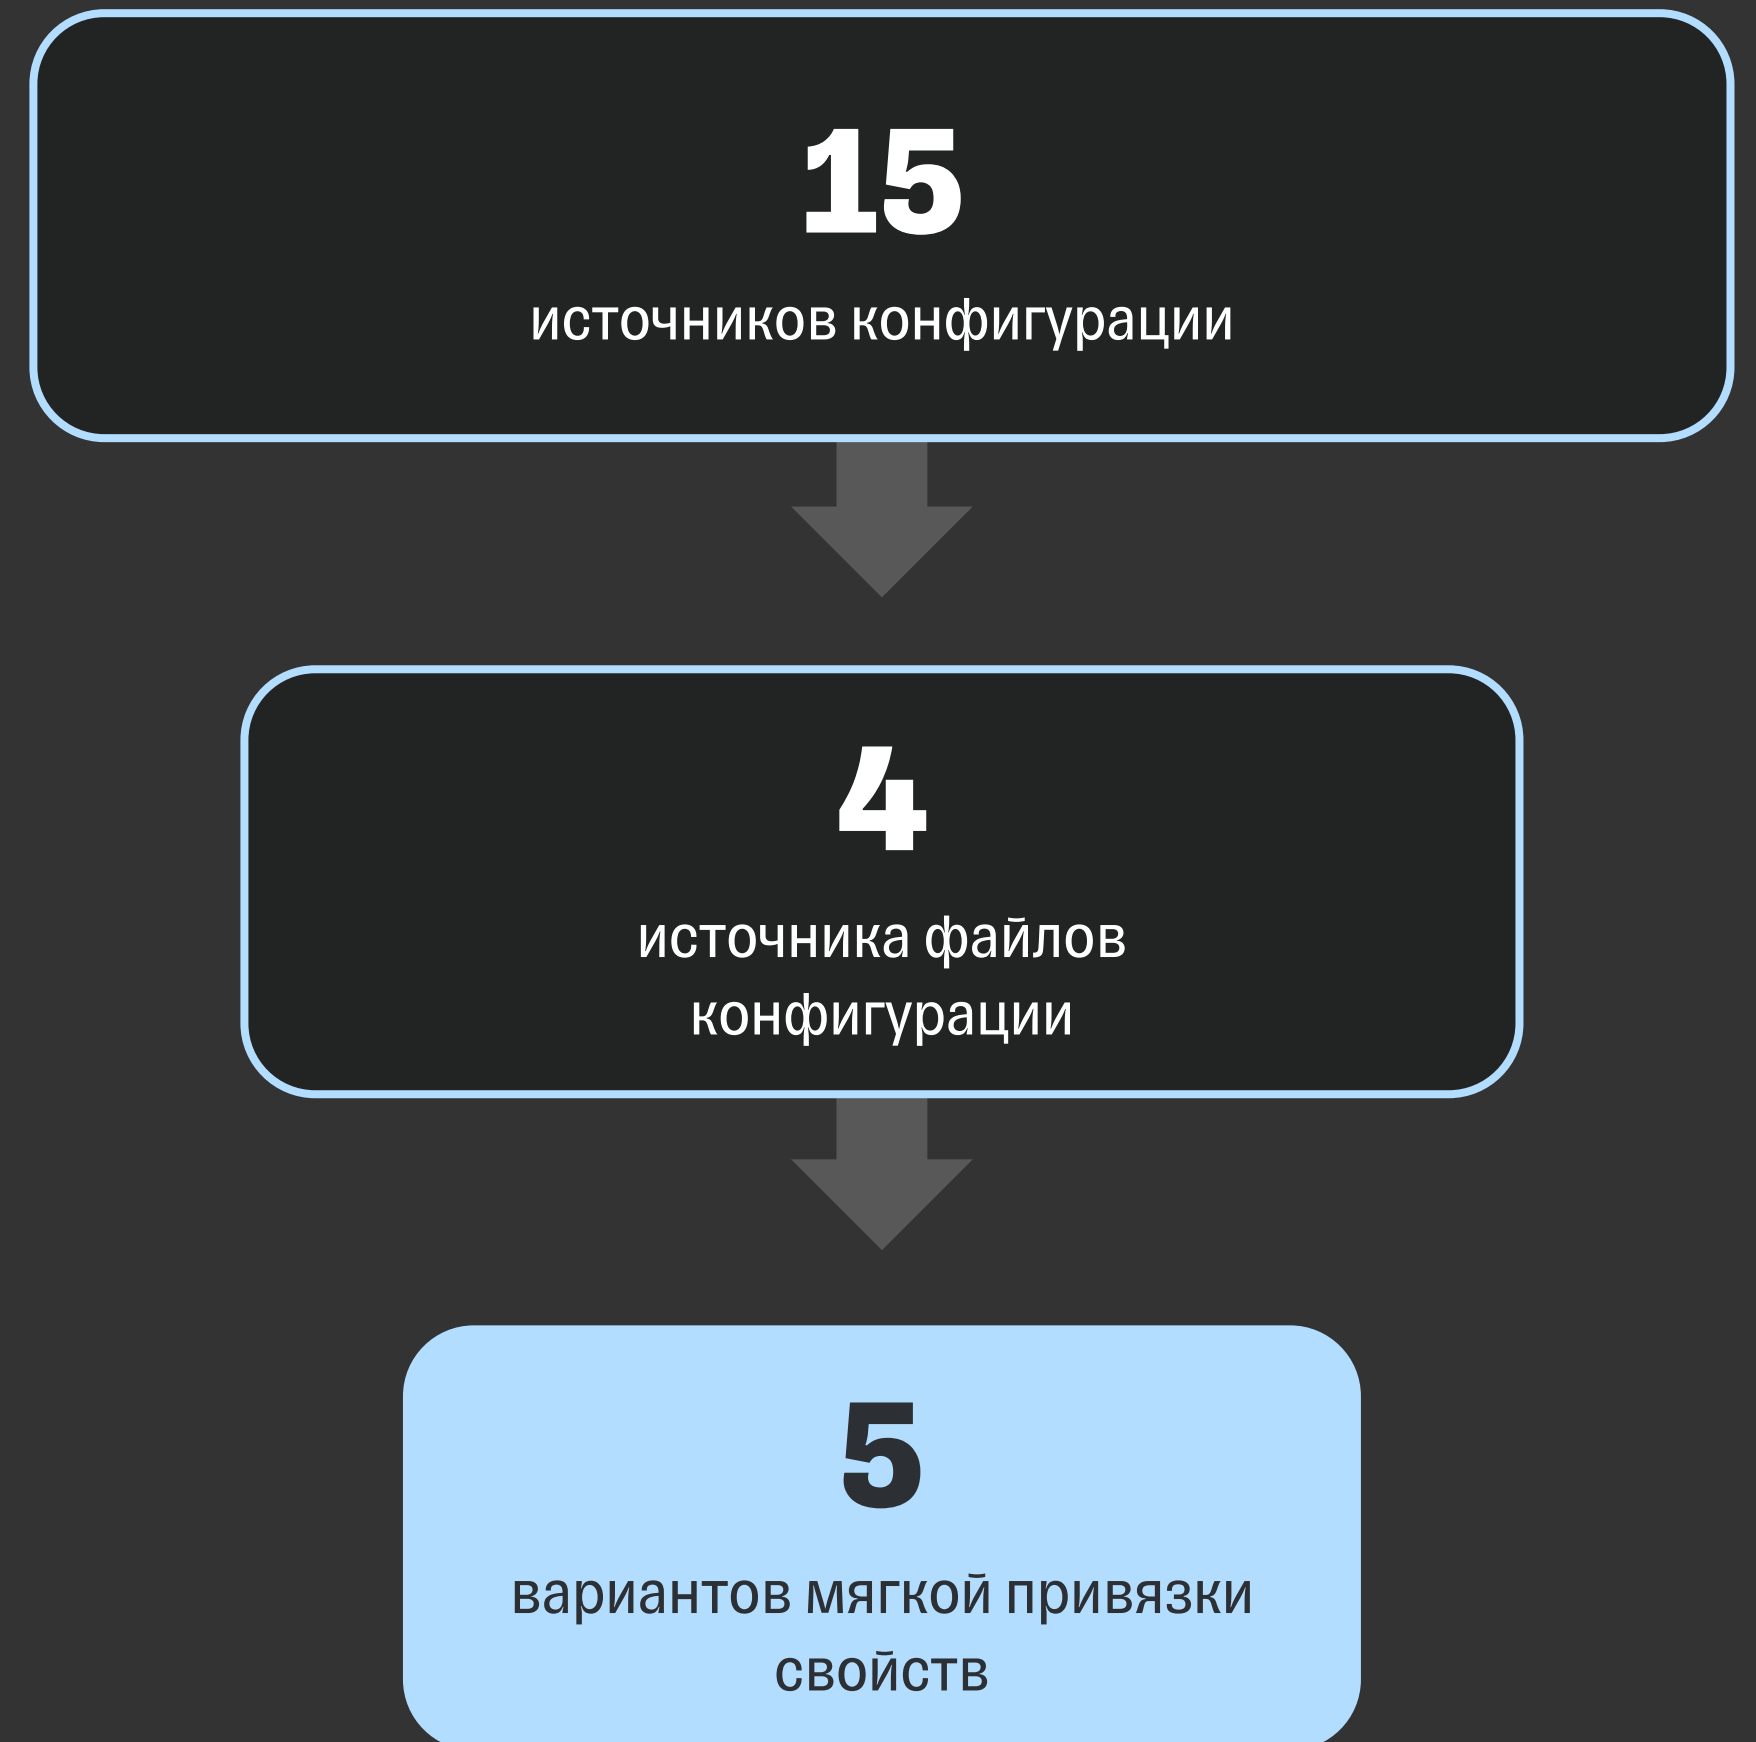 15
источников конфигурации
4
источника файлов
конфигурации
5
вариантов мягкой привязки
свойств